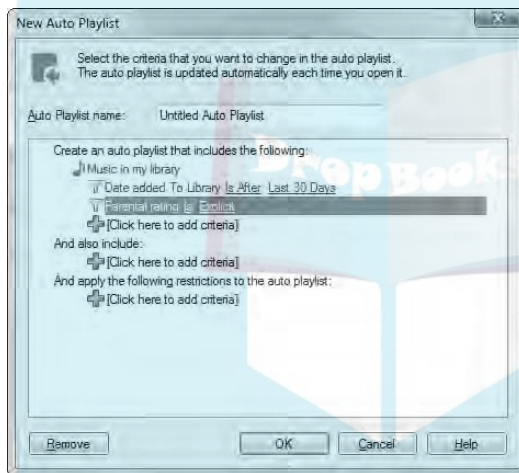 New Auto Playlist
Select the criteria that you want to change in the auto playlist.
The auto playlist is updated automatically each time you open it.
Auto Playlist name: Untitled Auto Playlist
DropBooks
Create an auto playlist that includes the following:
Music in my library
Date added To Library Is After Last 30 Days
Parental rating Is Explicit
[Click here to add criteria]
And also include:
[Click here to add criteria]
And apply the following restrictions to the auto playlist:
[Click here to add criteria]
Remove OK Cancel Help